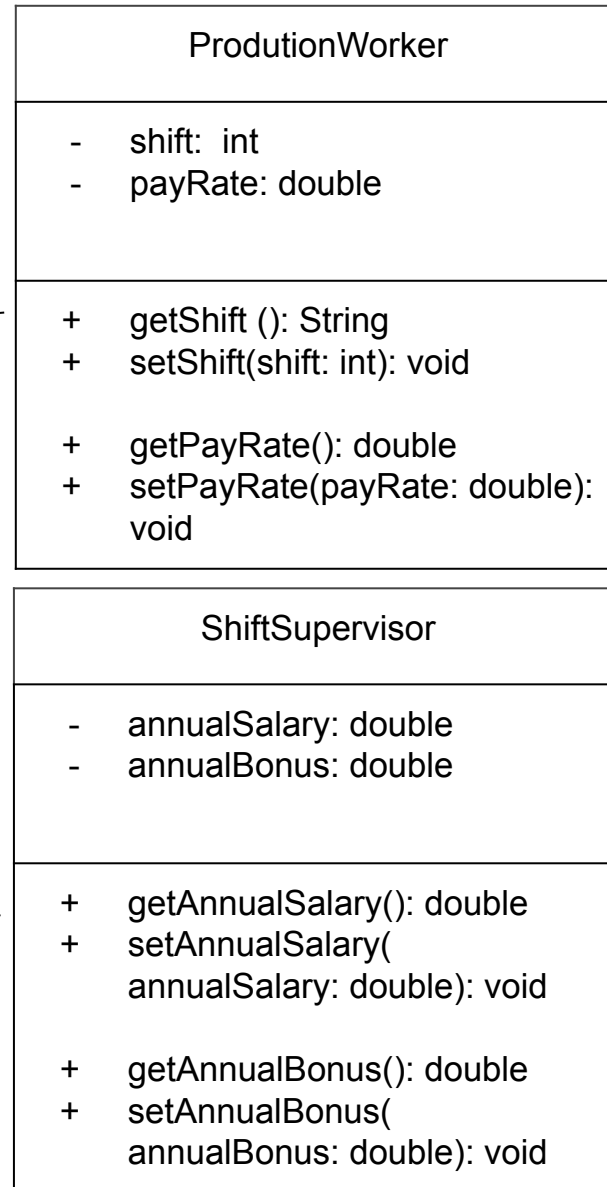 ProdutionWorker
- shift: int
- payRate: double
+ getShift (): String
+ setShift(shift: int): void
+ getPayRate(): double
+ setPayRate(payRate: double):
void
ShiftSupervisor
- annualSalary: double
- annualBonus: double
+ getAnnualSalary(): double
+ setAnnualSalary(
annualSalary: double): void
+ getAnnualBonus(): double
+ setAnnualBonus(
annualBonus: double): void